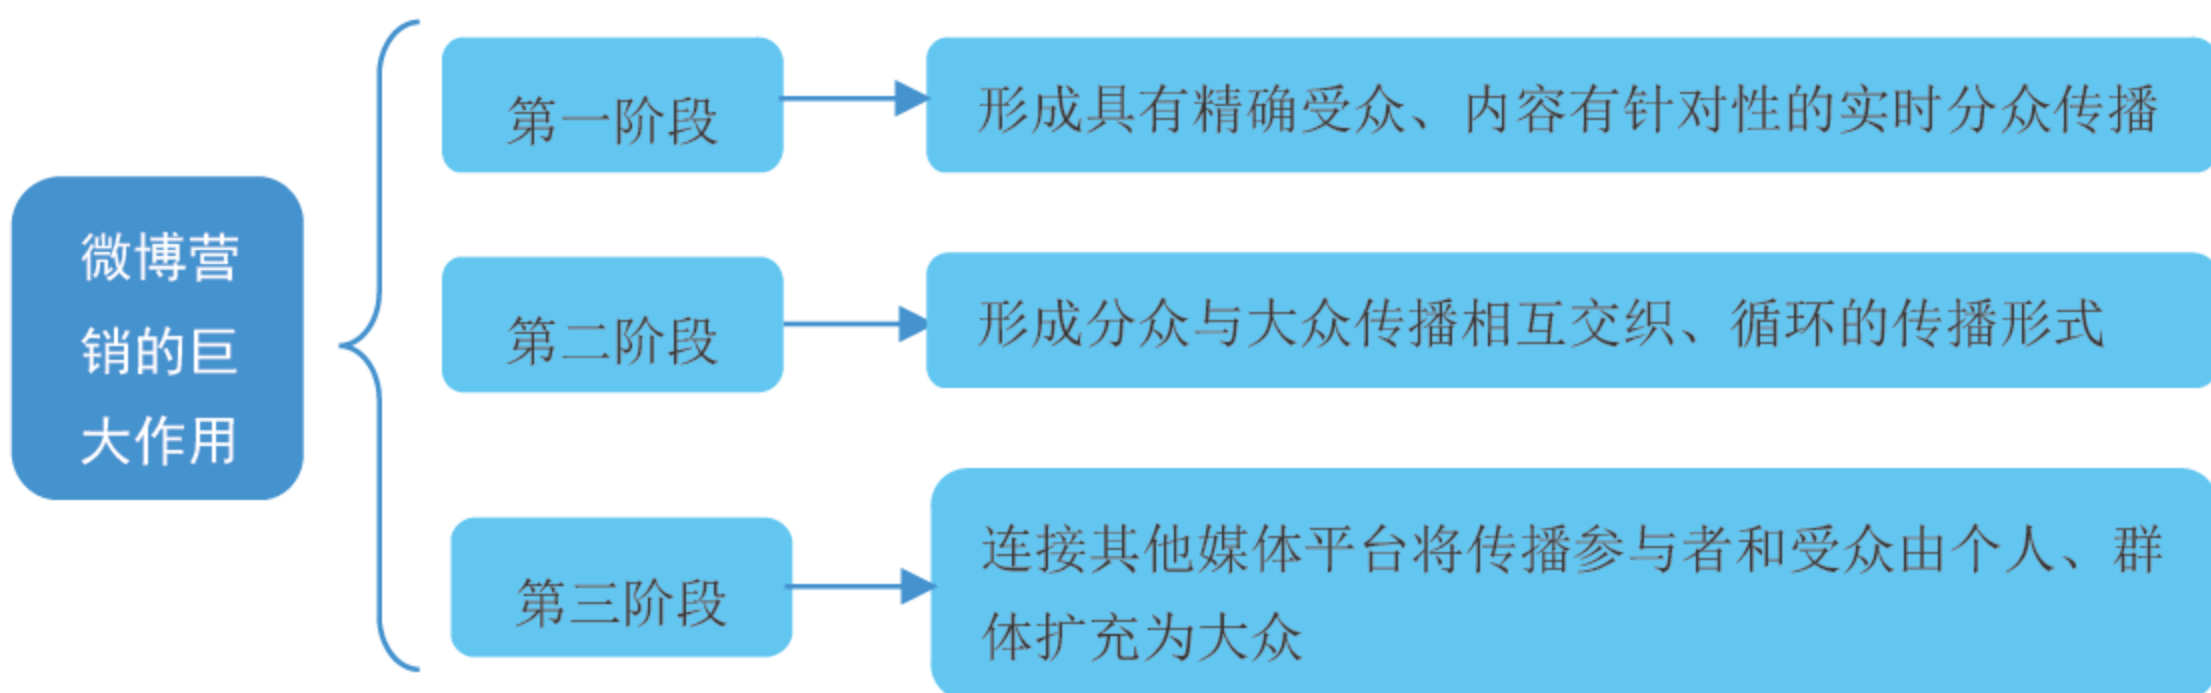 微博营
销的巨
大作用
第一阶段
形成具有精确受众、内容有针对性的实时分众传播
第二阶段
形成分众与大众传播相互交织、循环的传播形式
第三阶段
连接其他媒体平台将传播参与者和受众由个人、群
体扩充为大众